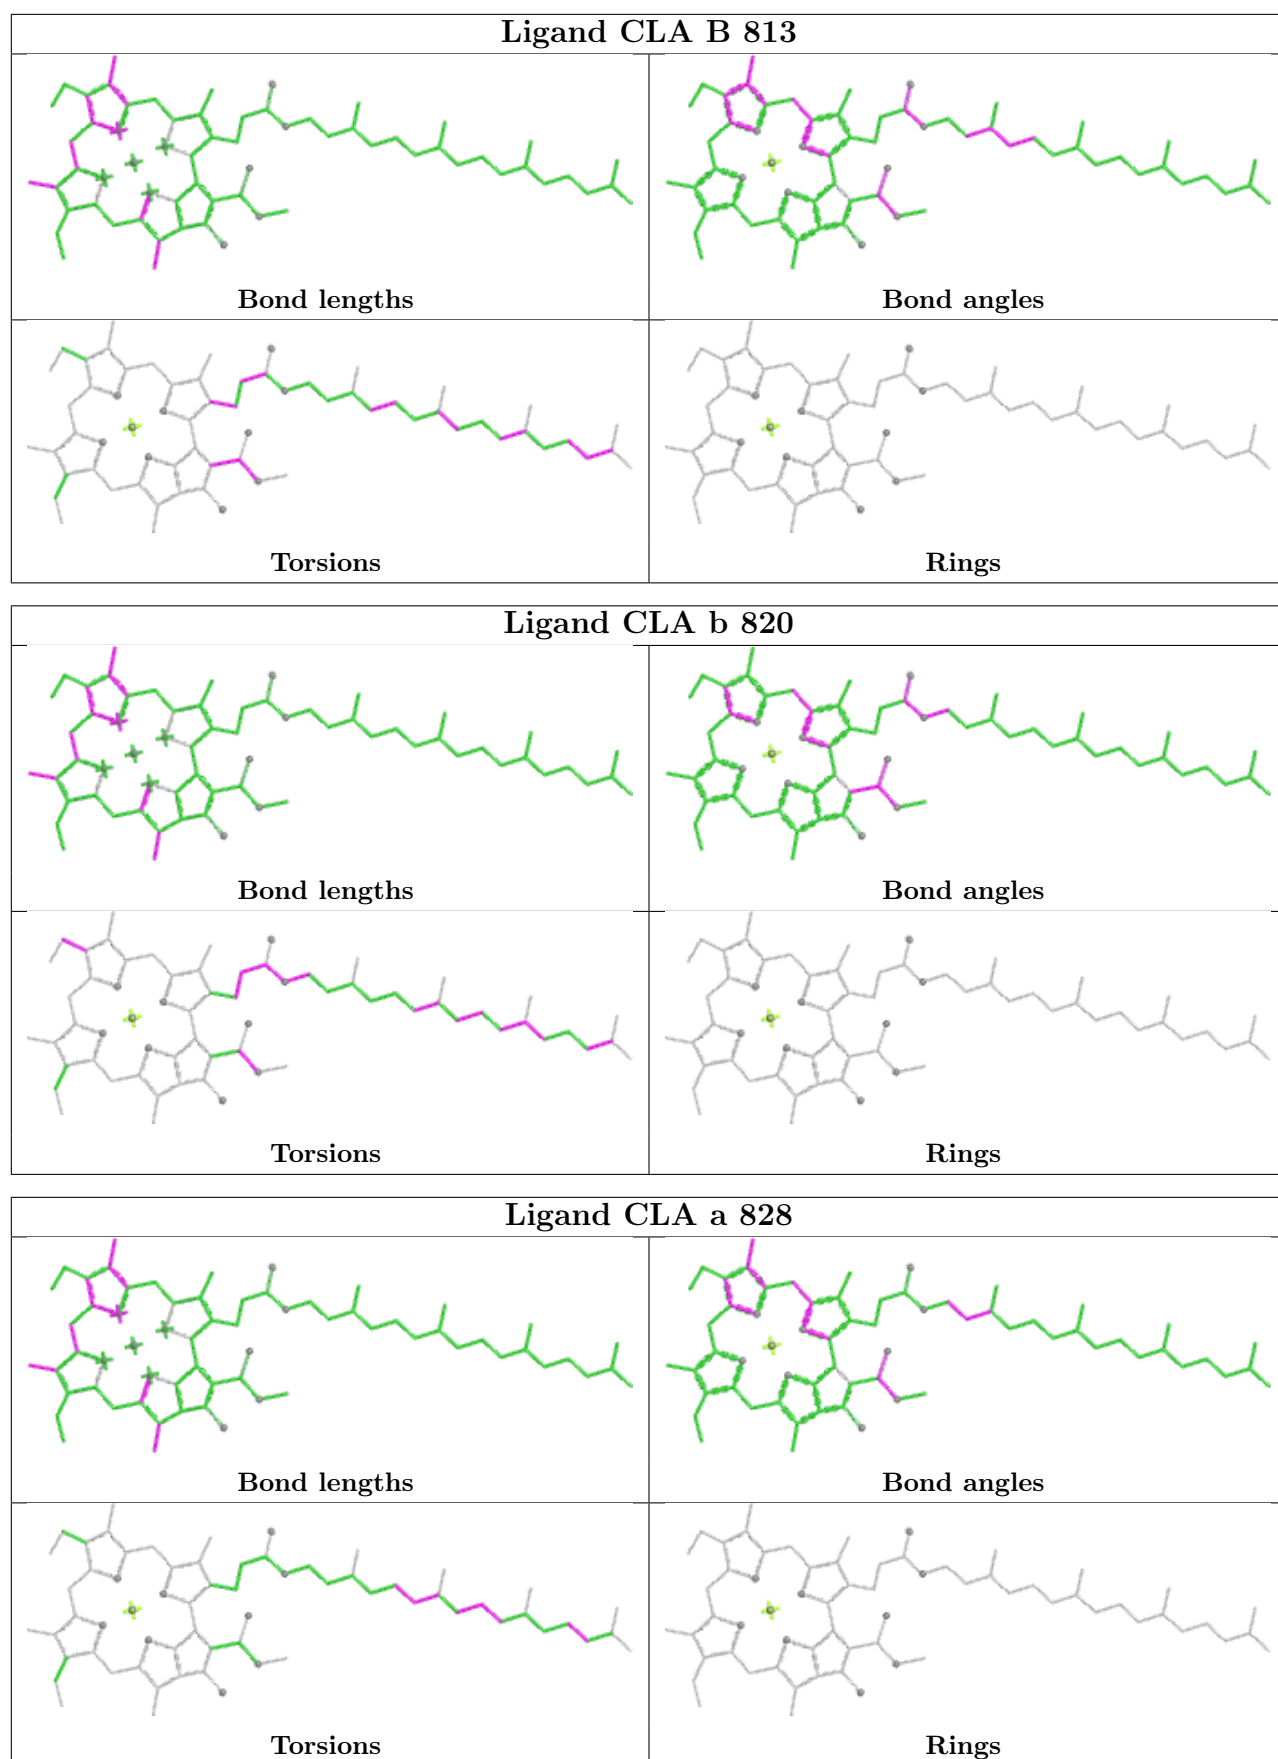 Ligand CLA B 813
Bond lengths
Bond angles
Torsions
Rings
Ligand CLA b 820
Bond lengths
Bond angles
Torsions
Rings
Ligand CLA a 828
Bond lengths
Bond angles
Torsions
Rings